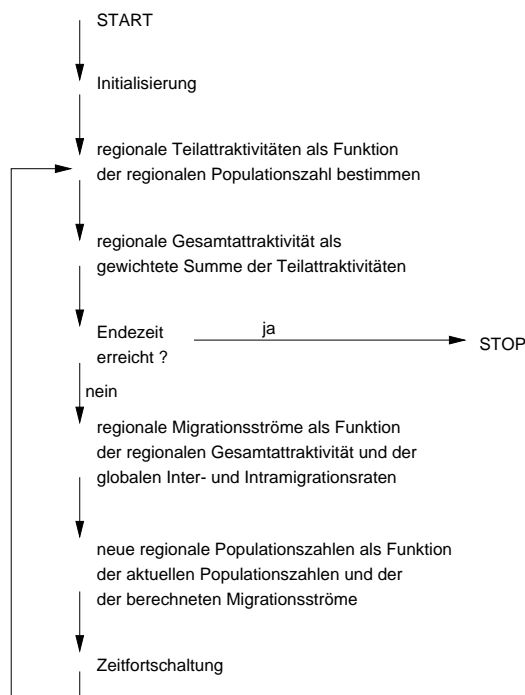 START
Initialisierung
regionale Teilattraktivitäten als Funktion
der regionalen Populationszahl bestimmen
regionale Gesamtattraktivität als
gewichtete Summe der Teilattraktivitäten
Endezeit
erreicht ?
ja
STOP
nein
regionale Migrationsströme als Funktion
der regionalen Gesamtattraktivität und der
globalen Inter- und Intramigrationsraten
neue regionale Populationszahlen als Funktion
der aktuellen Populationszahlen und der
der berechneten Migrationsströme
Zeitfortschaltung